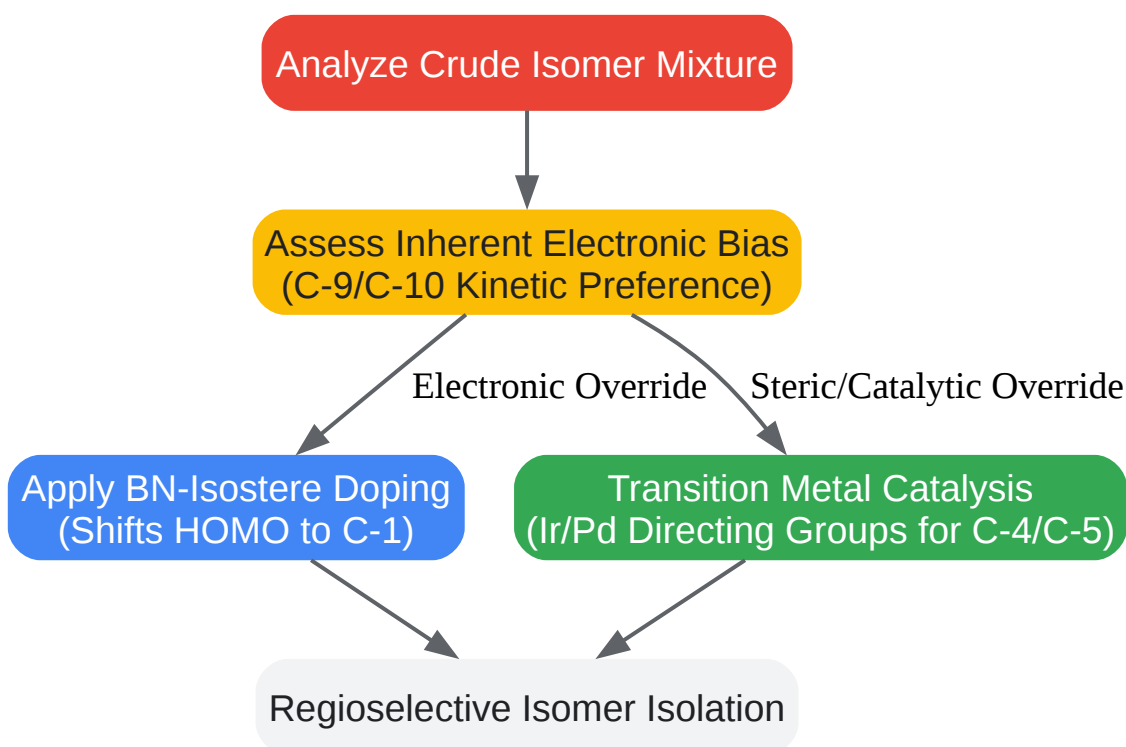 Analyze Crude Isomer Mixture
Assess Inherent Electronic Bias
(C-9/C-10 Kinetic Preference)
Electronic Override
Steric/Catalytic Override
Apply BN-Isostere Doping
(Shifts HOMO to C-1)
Transition Metal Catalysis
(Ir/Pd Directing Groups for C-4/C-5)
Regioselective Isomer Isolation